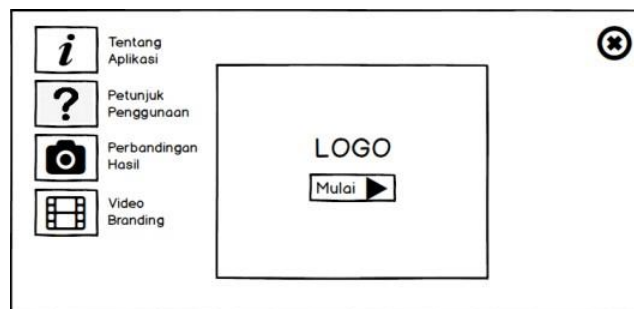 Tentang
Aplikasi
Petunjuk
Penggunaan
Perbandingan
Hasil
Video
Branding
LOGO
Mulai